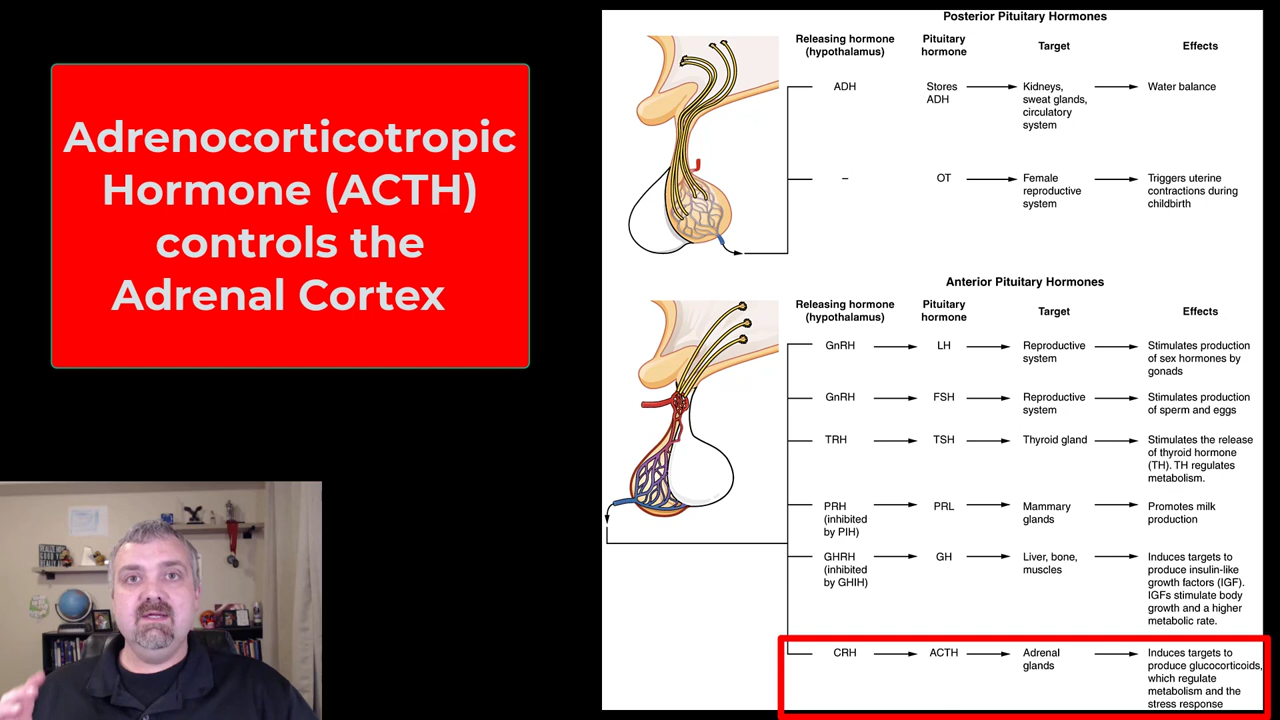 Adrenocorticotropic
Hormone (ACTH)
controls the
Adrenal Cortex
Posterior Pituitary Hormones
Releasing hormone
(hypothalamus)
Pituitary
hormone
Target
Effects
ADH
Stores
ADH
Kidneys,
sweat glands,
circulatory
system
Water balance
–
OT
Female
reproductive
system
Triggers uterine
contractions during
childbirth
Anterior Pituitary Hormones
Releasing hormone
(hypothalamus)
Pituitary
hormone
Target
Effects
GnRH
LH
Reproductive
system
Stimulates production
of sex hormones by
gonads
GnRH
FSH
Reproductive
system
Stimulates production
of sperm and eggs
TRH
TSH
Thyroid gland
Stimulates the release
of thyroid hormone
(TH). TH regulates
metabolism.
PRH
(inhibited
by PIH)
PRL
Mammary
glands
Promotes milk
production
GHRH
(inhibited
by GHIH)
GH
Liver, bone,
muscles
Induces targets to
produce insulin-like
growth factors (IGF).
IGFs stimulate body
growth and a higher
metabolic rate.
CRH
ACTH
Adrenal
glands
Induces targets to
produce glucocorticoids,
which regulate
metabolism and the
stress response